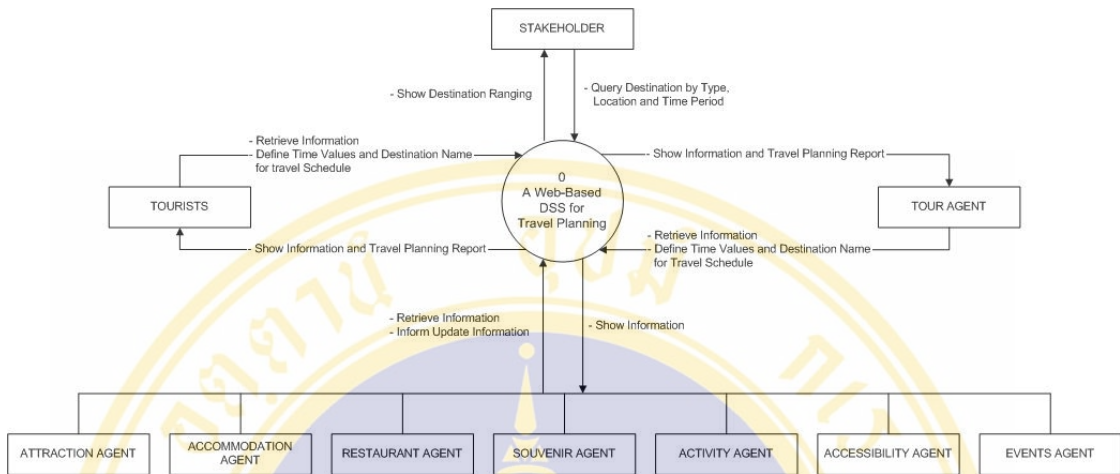 STAKEHOLDER
- Show Destination Ranging
- Query Destination by Type,
Location and Time Period
- Retrieve Information
- Define Time Values and Destination Name
for travel Schedule
- Show Information and Travel Planning Report
0
A Web-Based
DSS for
Travel Planning
TOURISTS
TOUR AGENT
- Show Information and Travel Planning Report
- Retrieve Information
- Define Time Values and Destination Name
for Travel Schedule
- Retrieve Information
- Inform Update Information
- Show Information
ATTRACTION AGENT
ACCOMMODATION
AGENT
RESTAURANT AGENT
SOUVENIR AGENT
ACTIVITY AGENT
ACCESSIBILITY AGENT
EVENTS AGENT